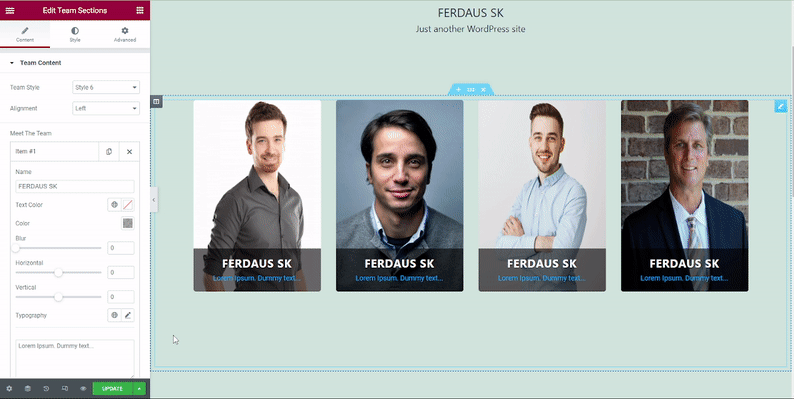 Edit Team Sections
Content
Style
Advanced
Team Content
Team Style
Style 6
Alignment
Left
Meet The Team
Item #1
Name
FERDAUS SK
Text Color
Color
Blur
0
Horizontal
0
Vertical
0
Typography
Lorem Ipsum. Dummy text...
UPDATE
FERDAUS SK
Just another WordPress site
FERDAUS SK
Lorem Ipsum. Dummy text...
FERDAUS SK
Lorem Ipsum. Dummy text...
FERDAUS SK
Lorem Ipsum. Dummy text...
FERDAUS SK
Lorem Ipsum. Dummy text...